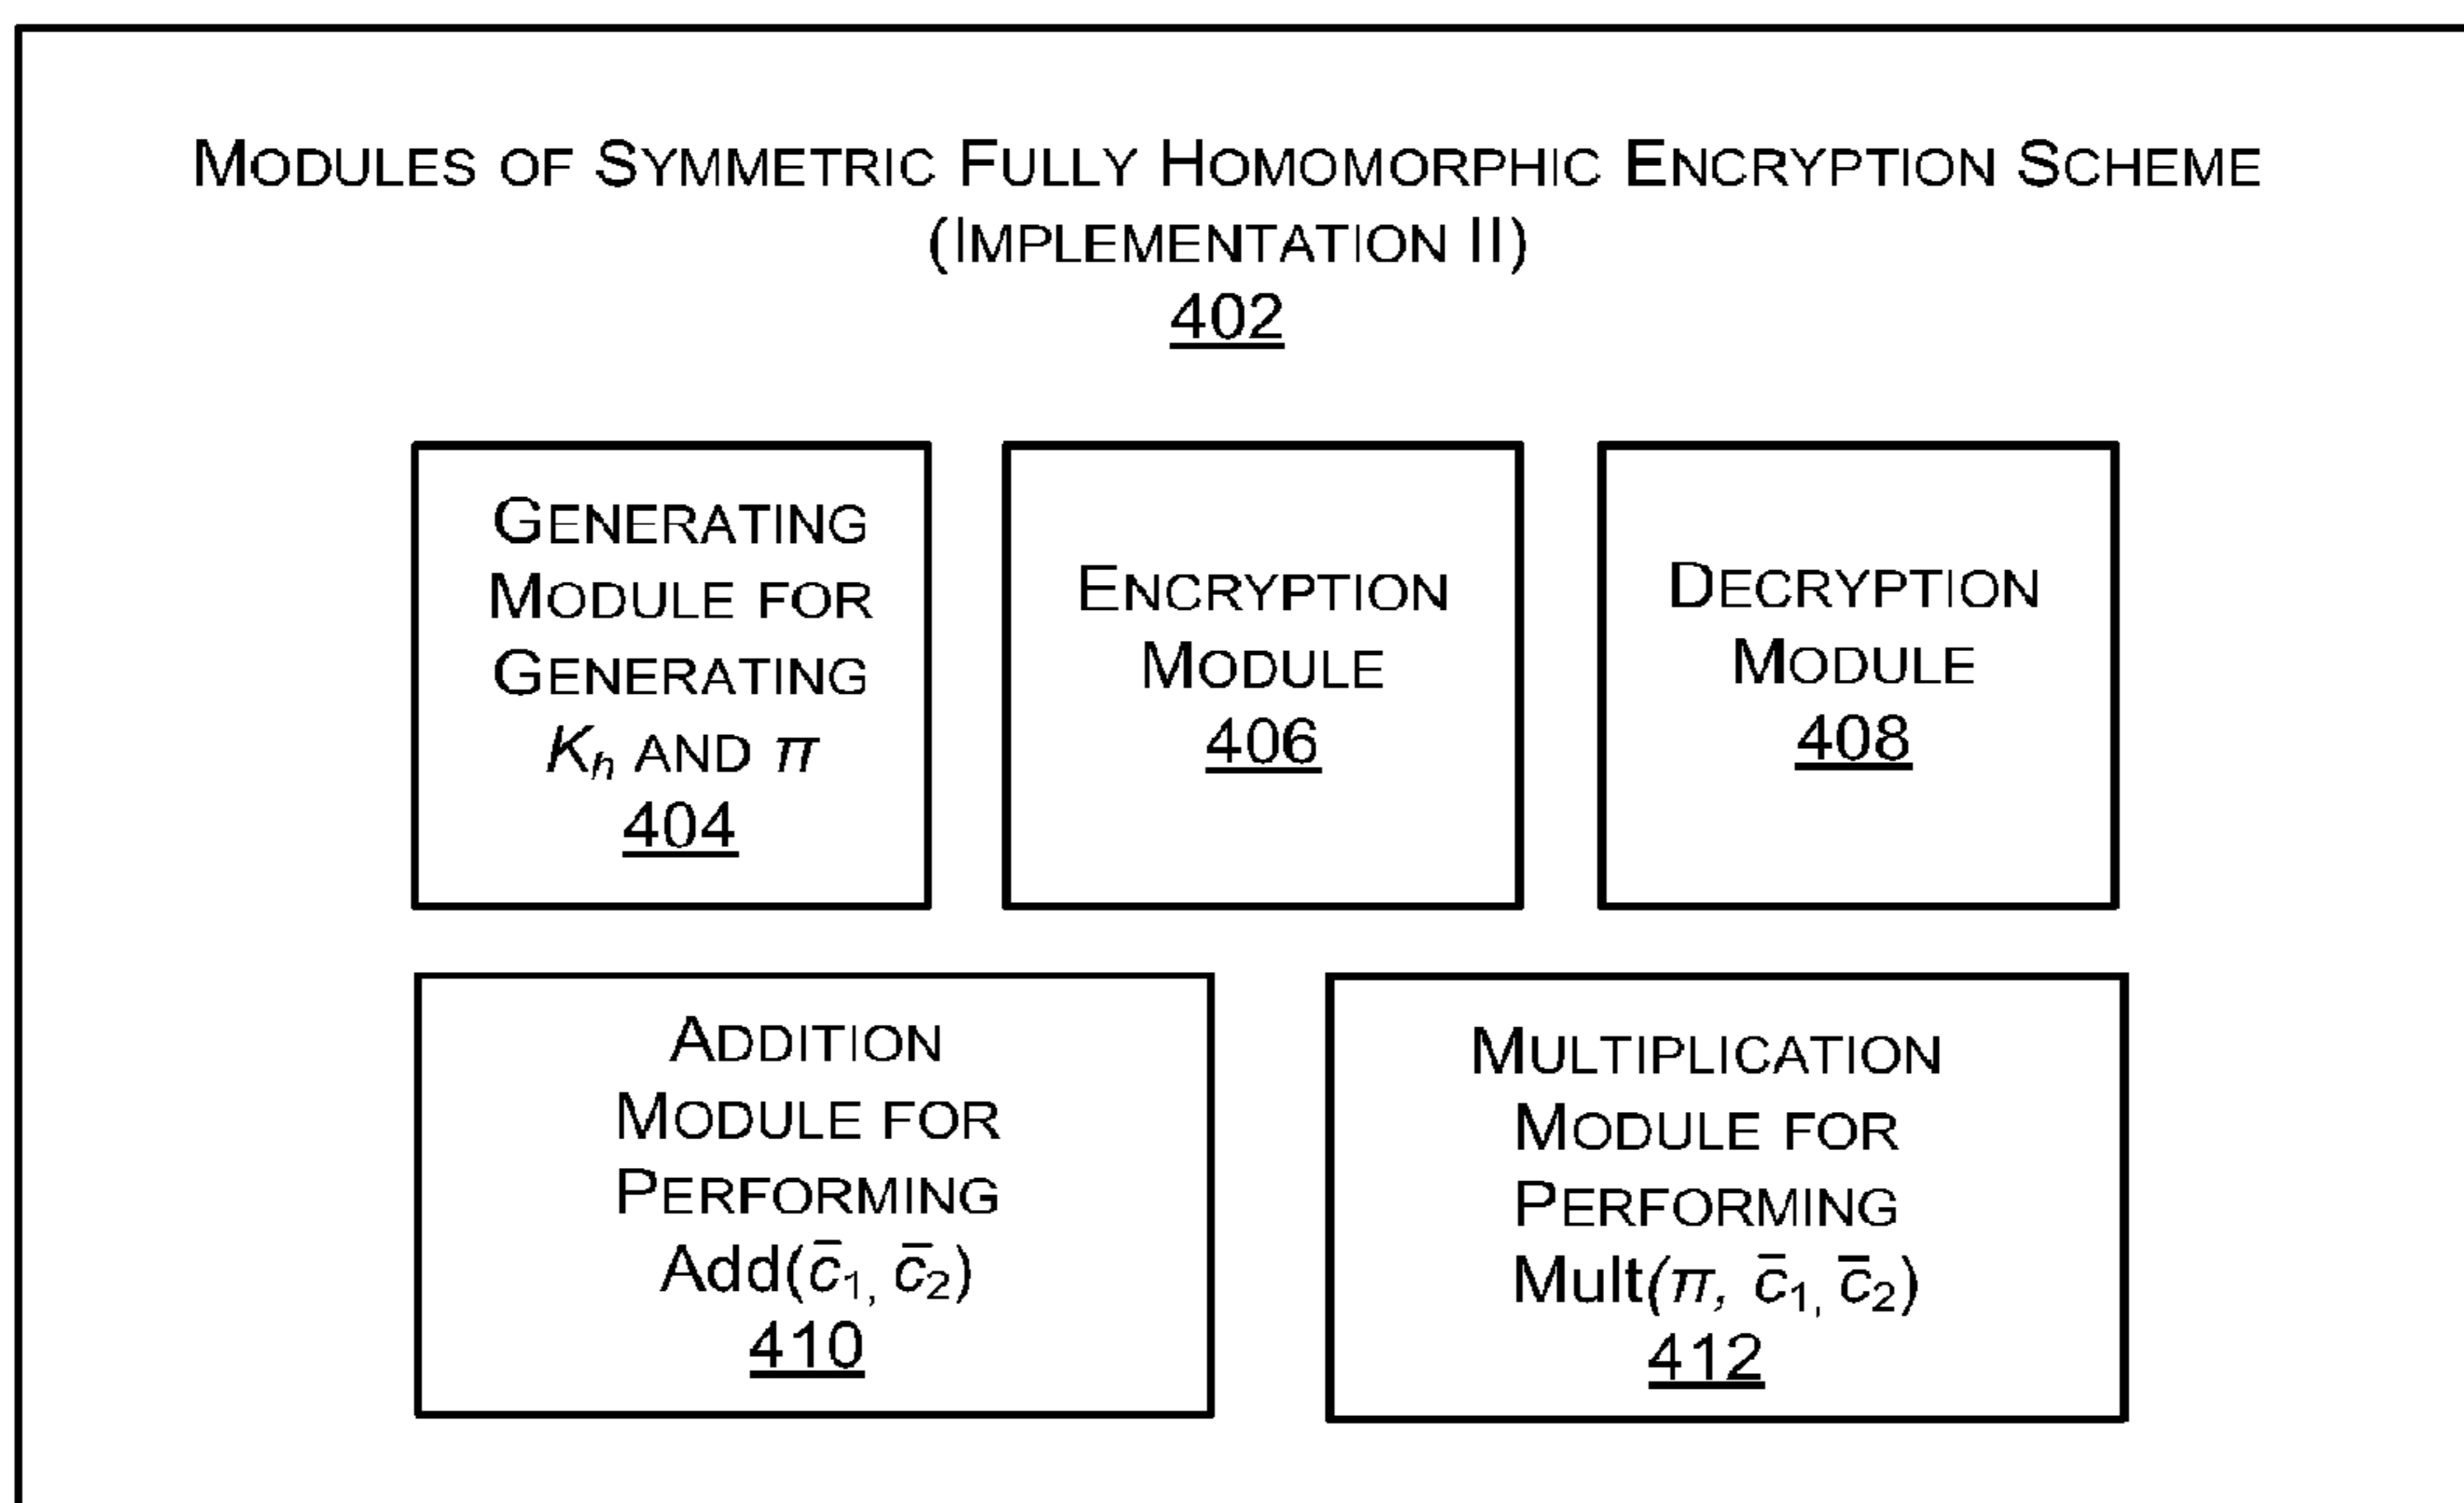 MODULES OF SYMMETRIC FULLY HOMOMORPHIC ENCRYPTION SCHEME
(IMPLEMENTATION II)
402
GENERATING
MODULE FOR
GENERATING
Kₕ AND π
404
ENCRYPTION
MODULE
406
DECRYPTION
MODULE
408
ADDITION
MODULE FOR
PERFORMING
Add(c̄₁, c̄₂)
410
MULTIPLICATION
MODULE FOR
PERFORMING
Mult(π, c̄₁, c̄₂)
412